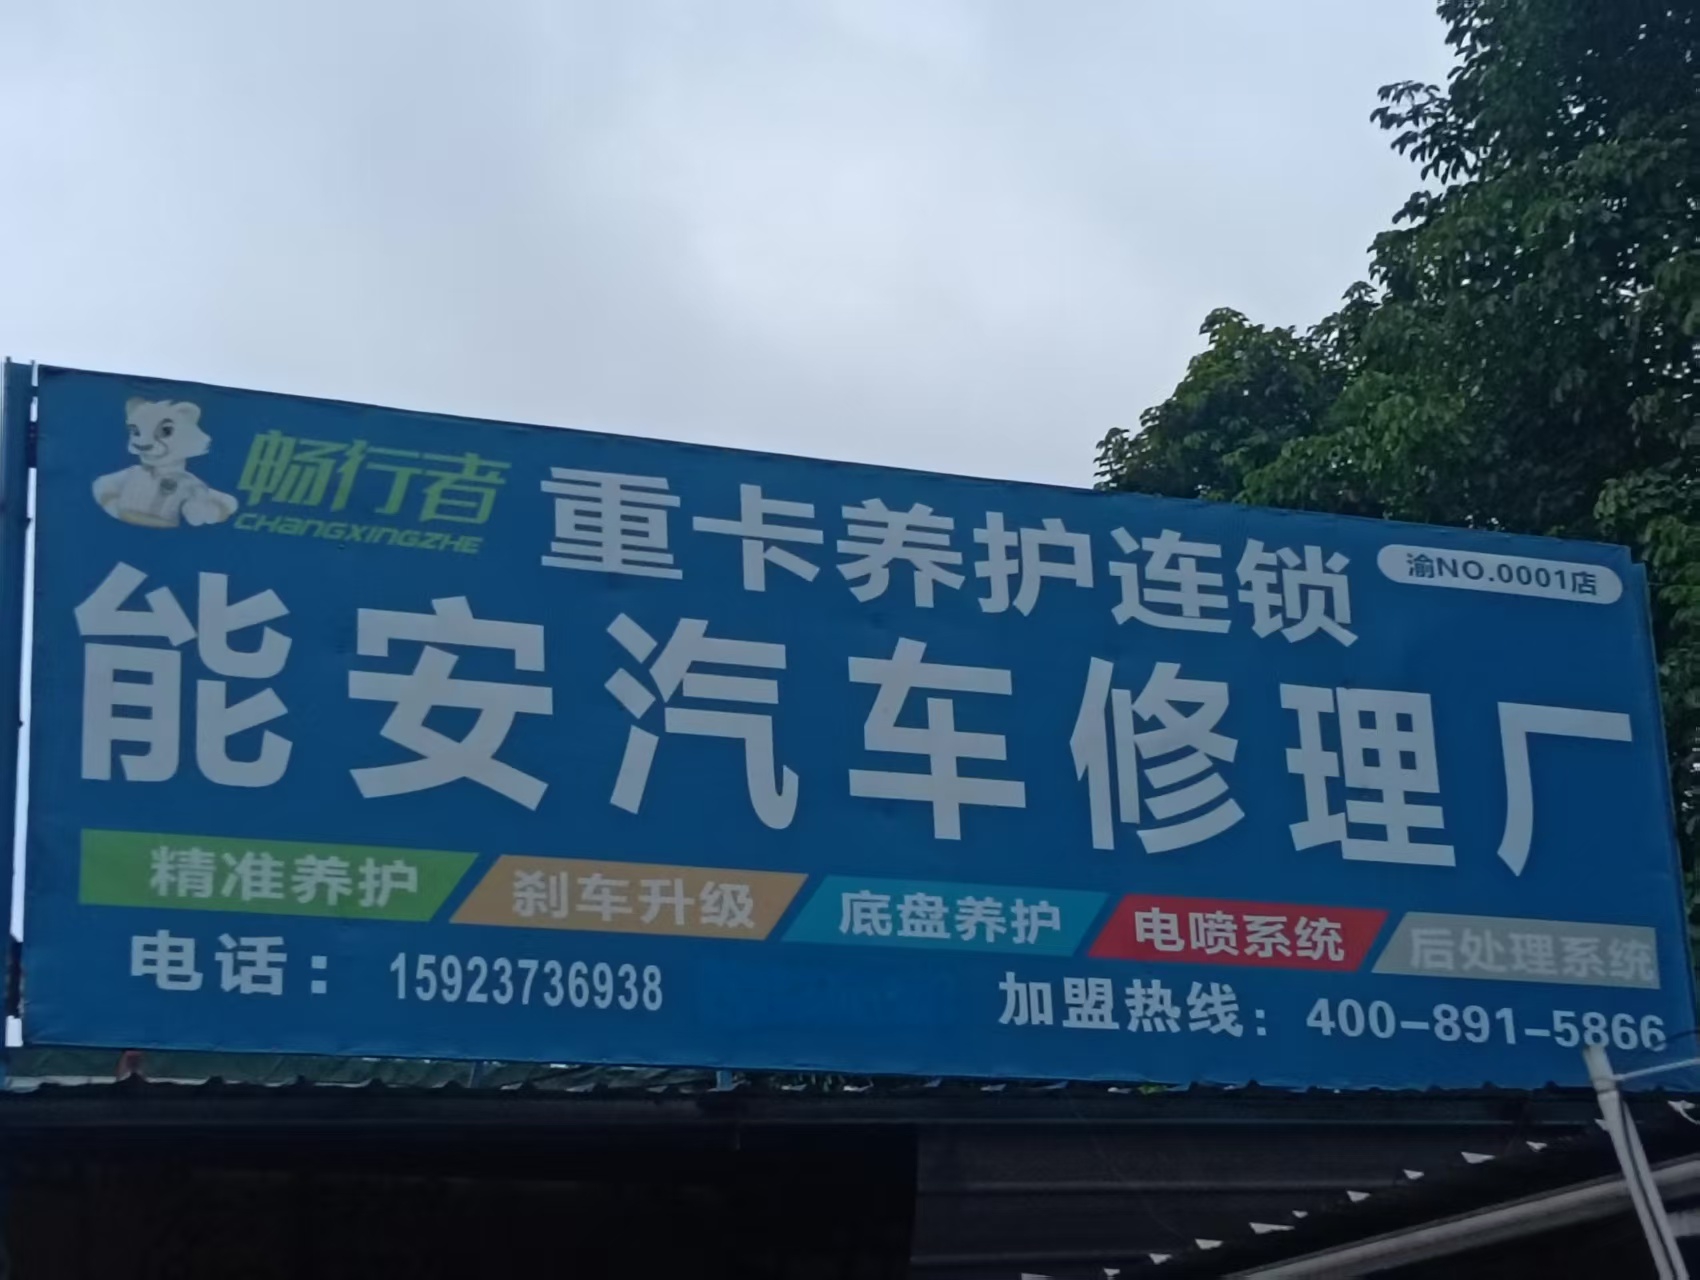 畅行者
CHANGXINGZHE
重卡养护连锁
渝NO.0001店
能安汽车修理厂
精准养护 刹车升级 底盘养护 电喷系统 后处理系统
电话：15923736938 加盟热线：400-891-5866